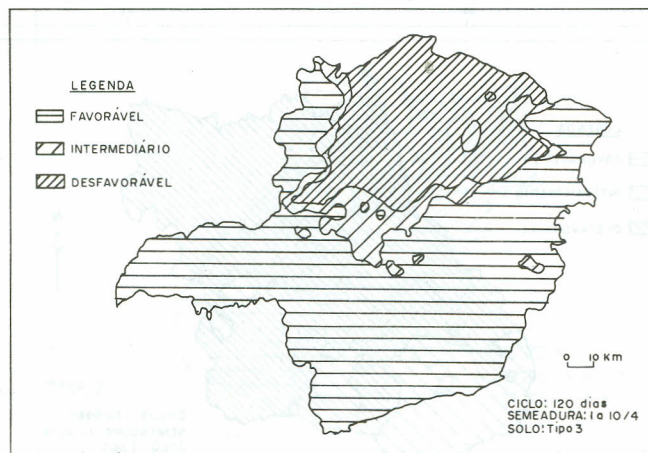 LEGENDA
FAVORÁVEL
INTERMEDIÁRIO
DESFAVORÁVEL
0 10 KM
CICLO: 120 dias
SEMEADURA: 1 a 10/4
SOLO: Tipo 3